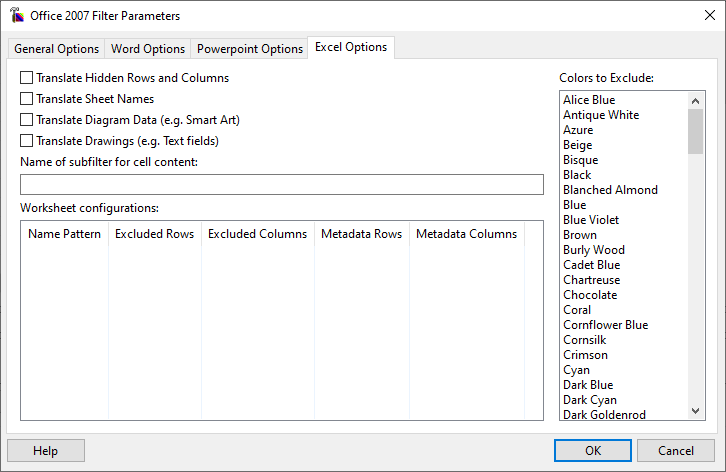 Office 2007 Filter Parameters
General Options Word Options Powerpoint Options Excel Options
Translate Hidden Rows and Columns
Translate Sheet Names
Translate Diagram Data (e.g. Smart Art)
Translate Drawings (e.g. Text fields)
Name of subfilter for cell content:
Worksheet configurations:
Name Pattern Excluded Rows Excluded Columns Metadata Rows Metadata Columns
Colors to Exclude:
Alice Blue
Antique White
Azure
Beige
Bisque
Black
Blanched Almond
Blue
Blue Violet
Brown
Burly Wood
Cadet Blue
Chartreuse
Chocolate
Coral
Cornflower Blue
Cornsilk
Crimson
Cyan
Dark Blue
Dark Cyan
Dark Goldenrod
Help OK Cancel